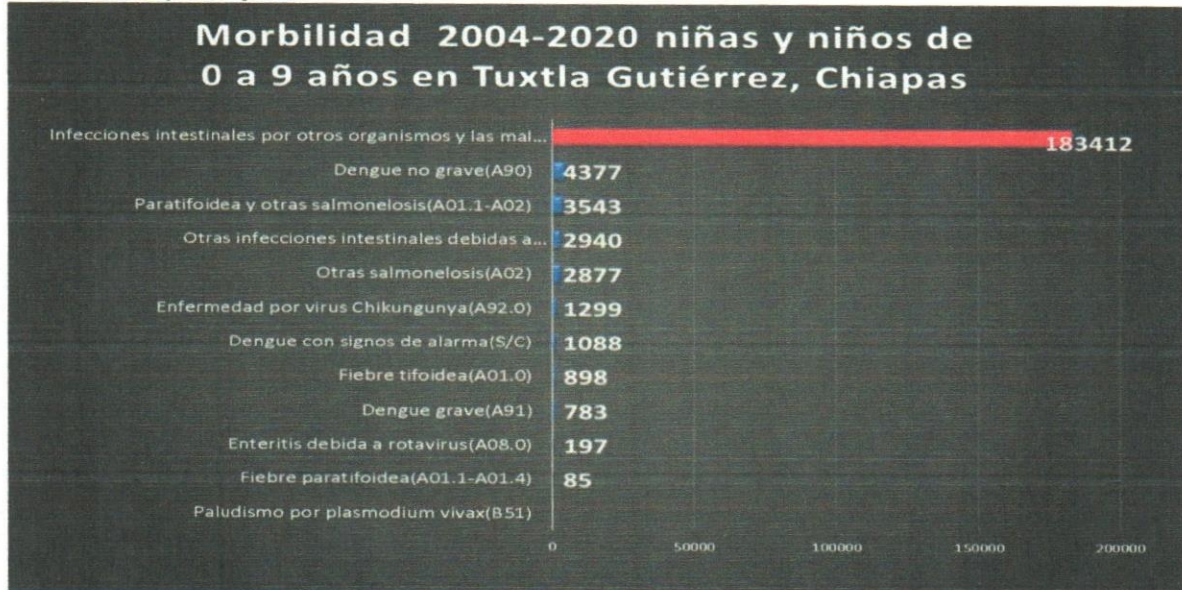 Morbilidad 2004-2020 niñas y niños de
0 a 9 años en Tuxtla Gutiérrez, Chiapas
Infecciones intestinales por otros organismos y las mal... 183412
Dengue no grave(A90) 4377
Paratifoidea y otras salmonelosis(A01.1-A02) 3543
Otras infecciones intestinales debidas a... 2940
Otras salmonelosis(A02) 2877
Enfermedad por virus Chikungunya(A92.0) 1299
Dengue con signos de alarma(S/C) 1088
Fiebre tifoidea(A01.0) 898
Dengue grave(A91) 783
Enteritis debida a rotavirus(A08.0) 197
Fiebre paratifoidea(A01.1-A01.4) 85
Paludismo por plasmodium vivax(B51)
0 50000 100000 150000 200000